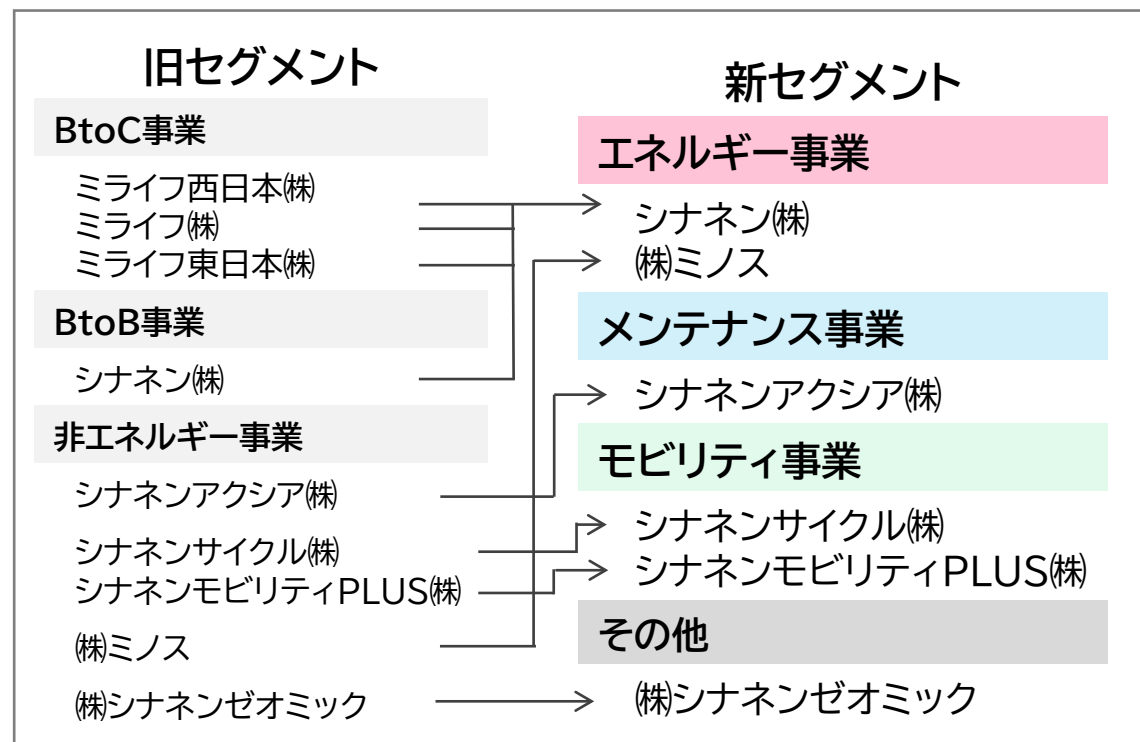 旧セグメント
BtoC事業
ミライフ西日本㈱
ミライフ㈱
ミライフ東日本㈱
BtoB事業
シナネン㈱
非エネルギー事業
シナネンアクシア㈱
シナネンサイクル㈱
シナネンモビリティPLUS㈱
㈱ミノス
㈱シナネンゼオミック
新セグメント
エネルギー事業
シナネン㈱
㈱ミノス
メンテナンス事業
シナネンアクシア㈱
モビリティ事業
シナネンサイクル㈱
シナネンモビリティPLUS㈱
その他
㈱シナネンゼオミック